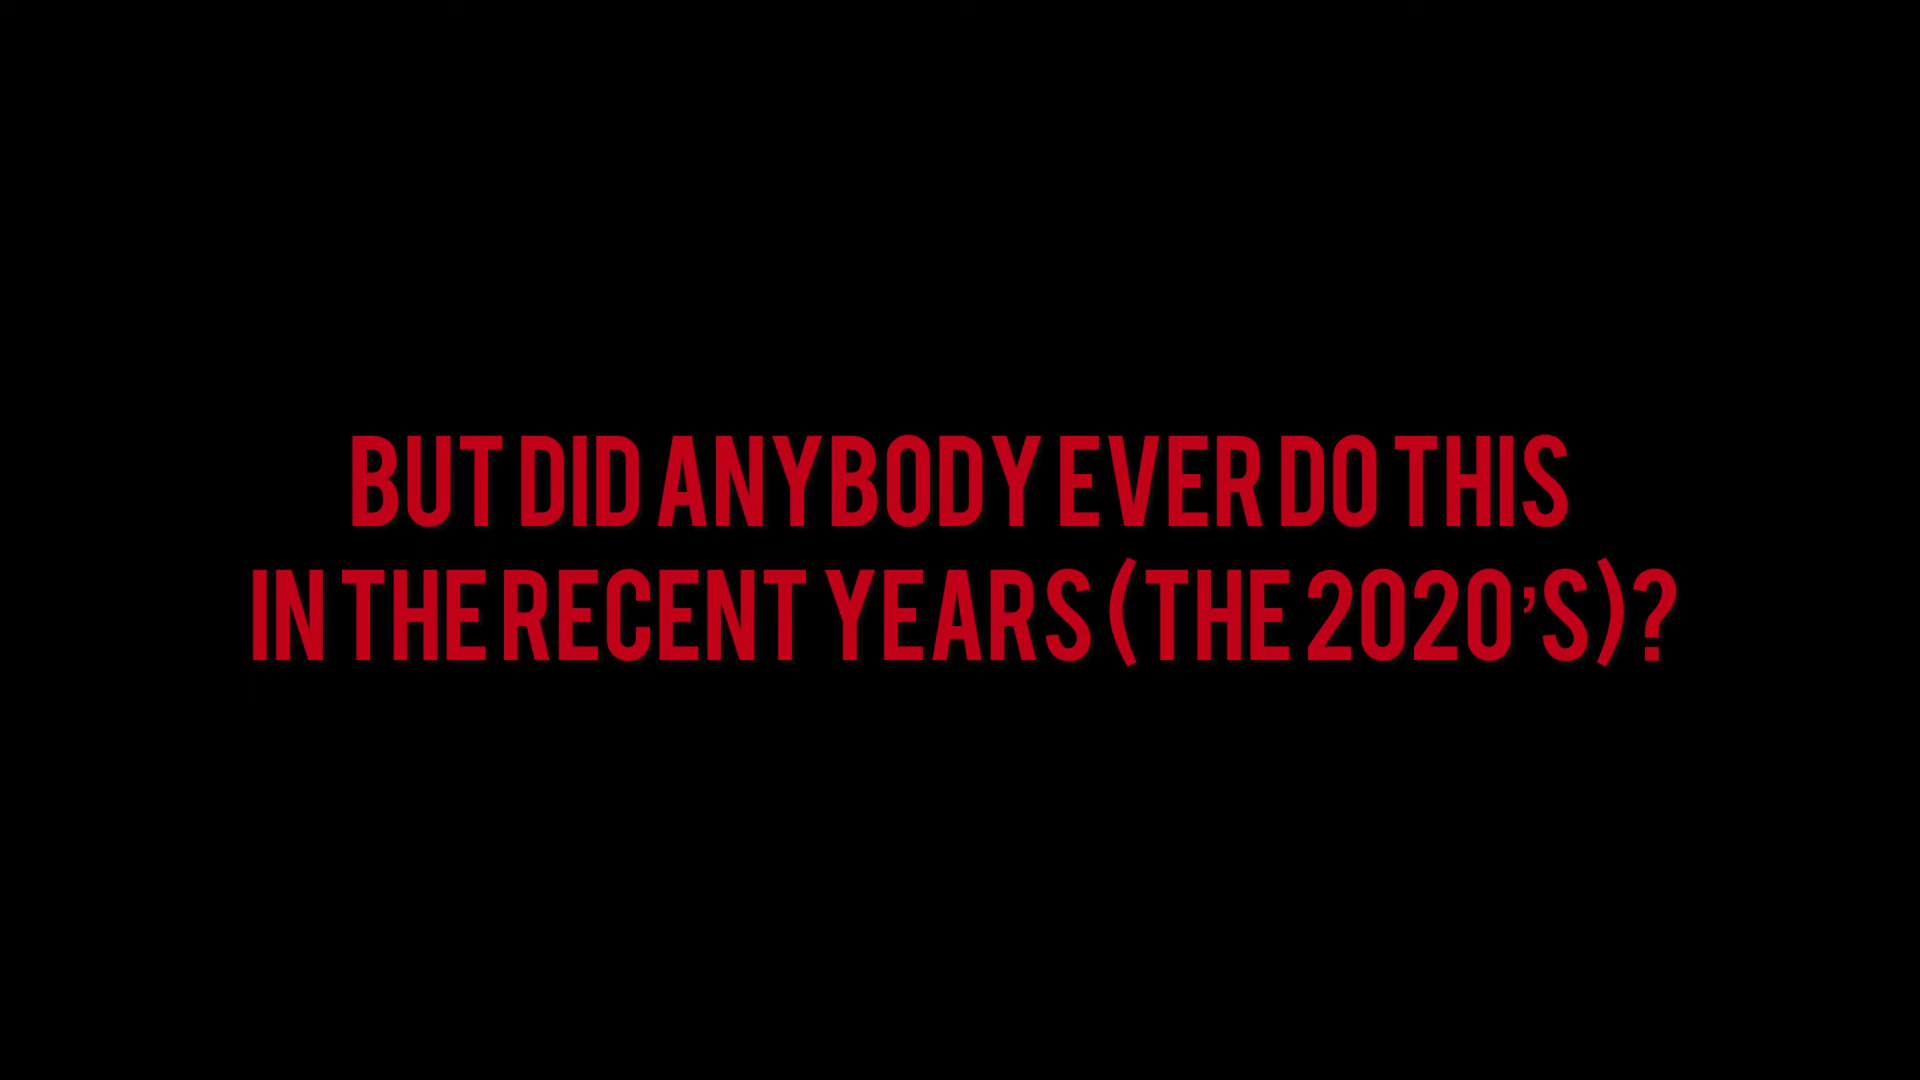 BUT DID ANYBODY EVER DO THIS
IN THE RECENT YEARS (THE 2020'S)?